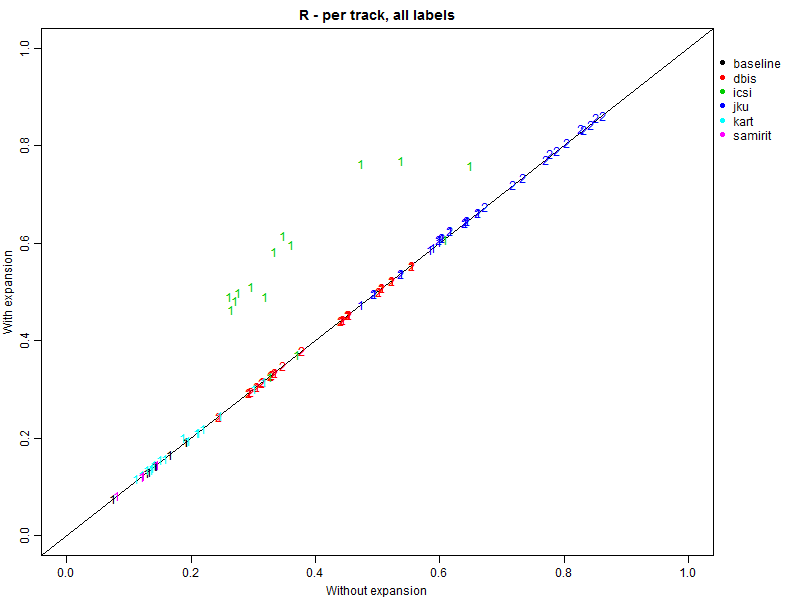 R - per track, all labels
With expansion
1.0
0.8
0.6
0.4
0.2
0.0
0.0 0.2 0.4 0.6 0.8 1.0
Without expansion
baseline
dbis
icsi
jku
kart
samirit